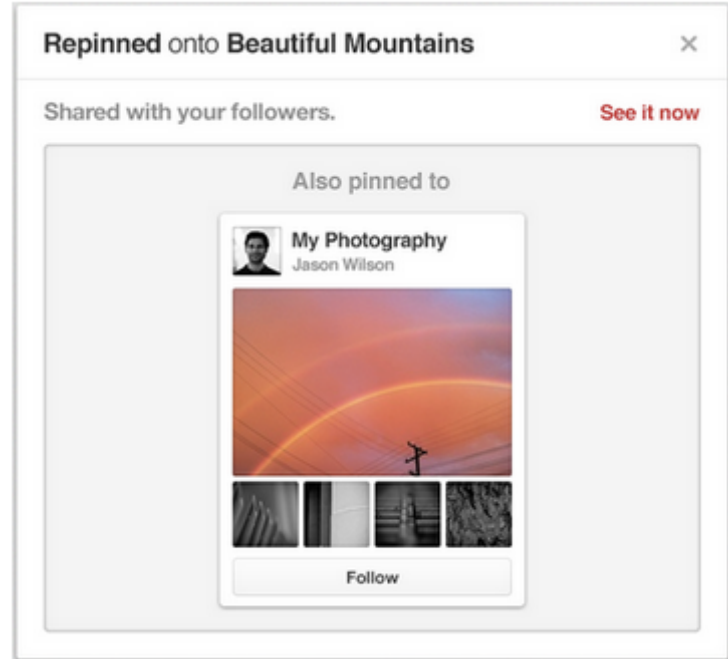 Repinned onto Beautiful Mountains
Shared with your followers.
See it now
Also pinned to
My Photography
Jason Wilson
Follow